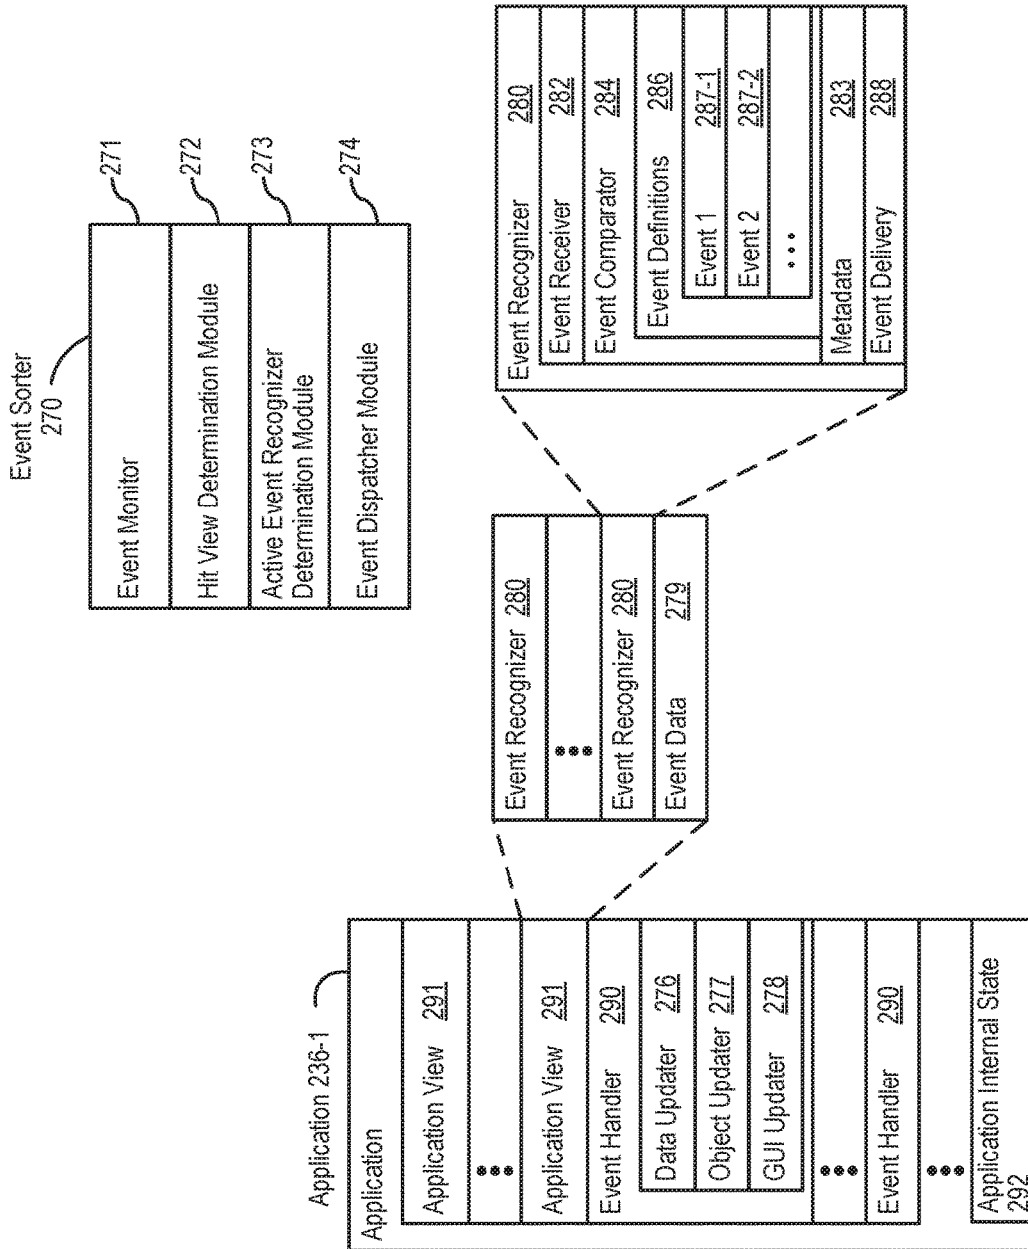 Event Sorter
270
Event Monitor
271
Hit View Determination Module
272
Active Event Recognizer
Determination Module
273
Event Dispatcher Module
274
Application 236-1
Application
Application View 291
•••
Application View 291
Event Handler 290
Data Updater 276
Object Updater 277
GUI Updater 278
•••
Event Handler 290
•••
Application Internal State
292
Event Recognizer 280
•••
Event Recognizer 280
Event Data 279
Event Recognizer 280
Event Receiver 282
Event Comparator 284
Event Definitions 286
Event 1 287-1
Event 2 287-2
•••
Metadata 283
Event Delivery 288